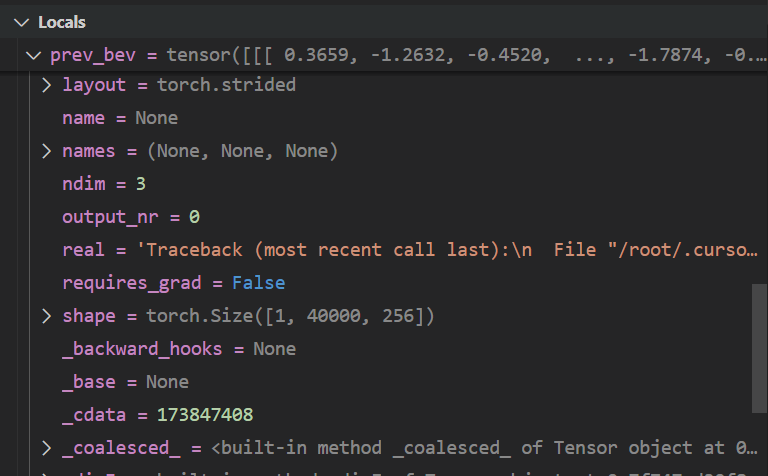 Locals
prev_bev = tensor([[[ 0.3659, -1.2632, -0.4520,  ..., -1.7874, -0.…
layout = torch.strided
name = None
names = (None, None, None)
ndim = 3
output_nr = 0
real = 'Traceback (most recent call last):\n  File "/root/.curso…
requires_grad = False
shape = torch.Size([1, 40000, 256])
_backward_hooks = None
_base = None
_cdata = 173847408
_coalesced_ = <built-in method _coalesced_ of Tensor object at 0…